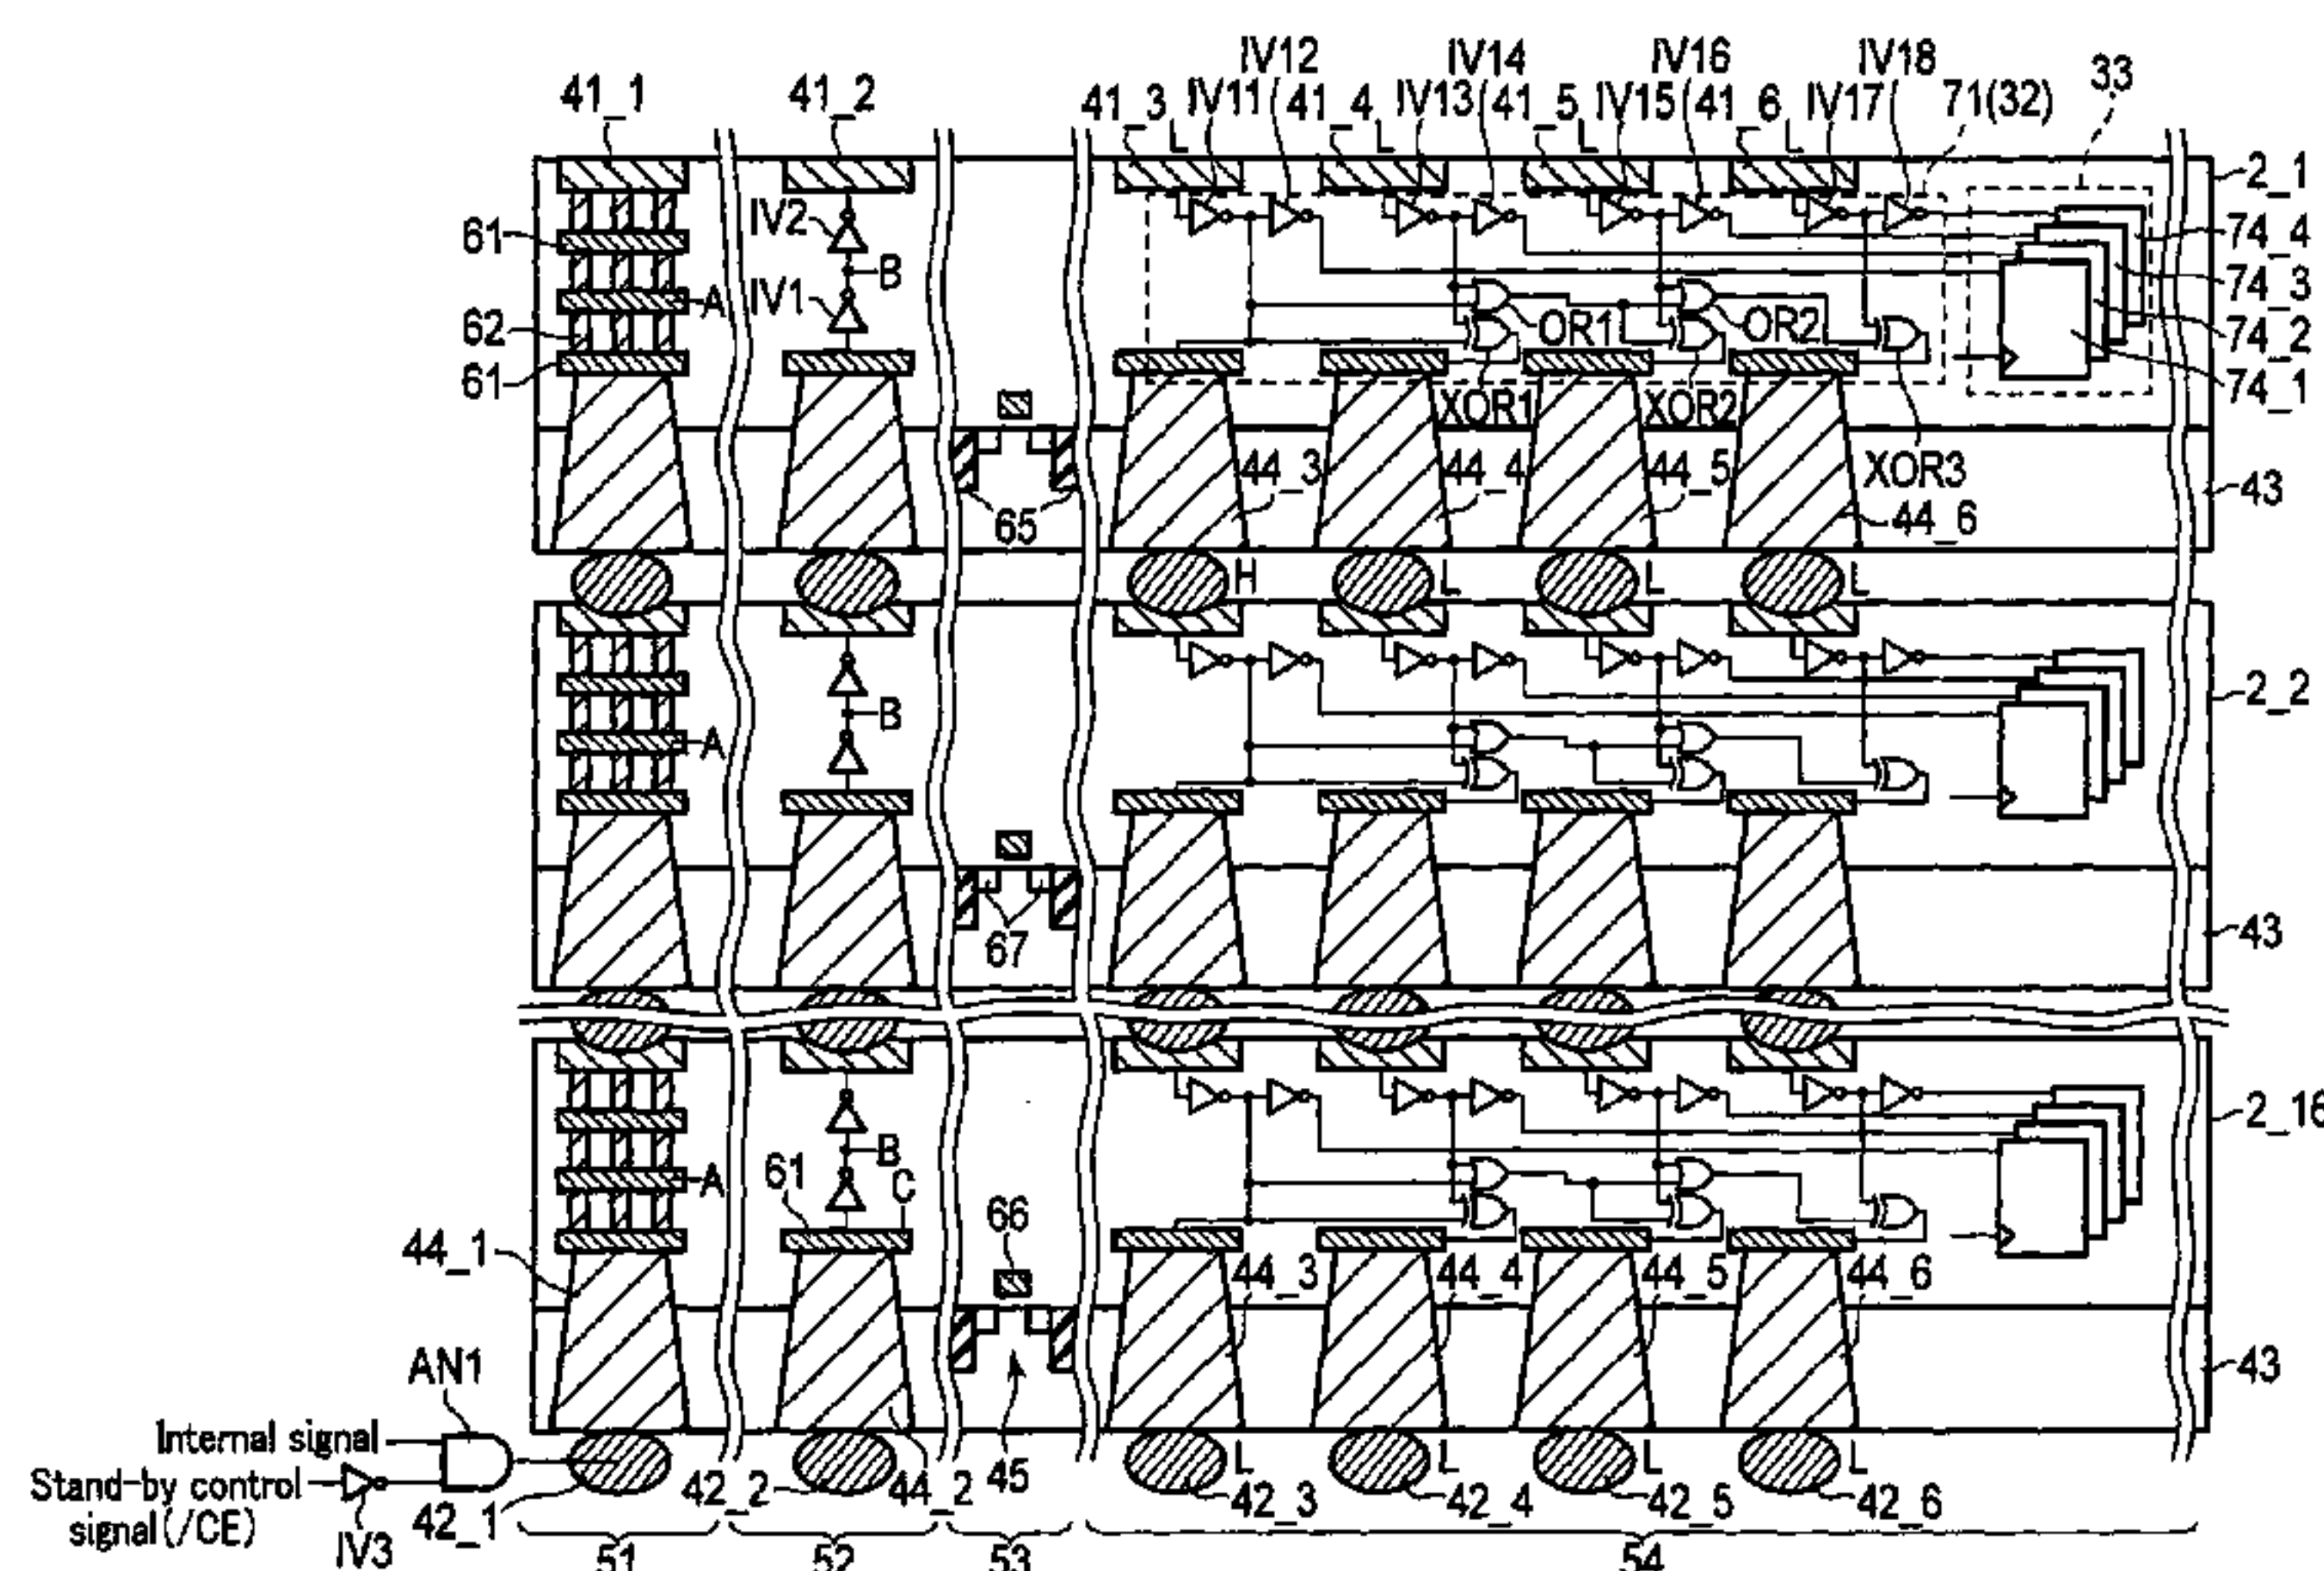 IV12 IV14 IV16 IV18
41_1 41_2 41_3 IV11 41_4 IV13 41_5 IV15 41_6 IV17 71(32) 33
L L L L
2_1
61 IV2 B 74_4
62 A IV1 OR1 OR2 74_3
74_2
61 XOR1 XOR2 74_1
44_3 44_4 44_5 XOR3 43
65 44_6
H L L L
B 2_2
A
67 43
2_16
A 61 B C
44_1 66 44_3 44_4 44_5 44_6
AN1 43
Internal signal
Stand-by control
signal(/CE)
42_1 42_2 44_2 45 L L L L
42_3 42_4 42_5 42_6
IV3 51 52 53 54